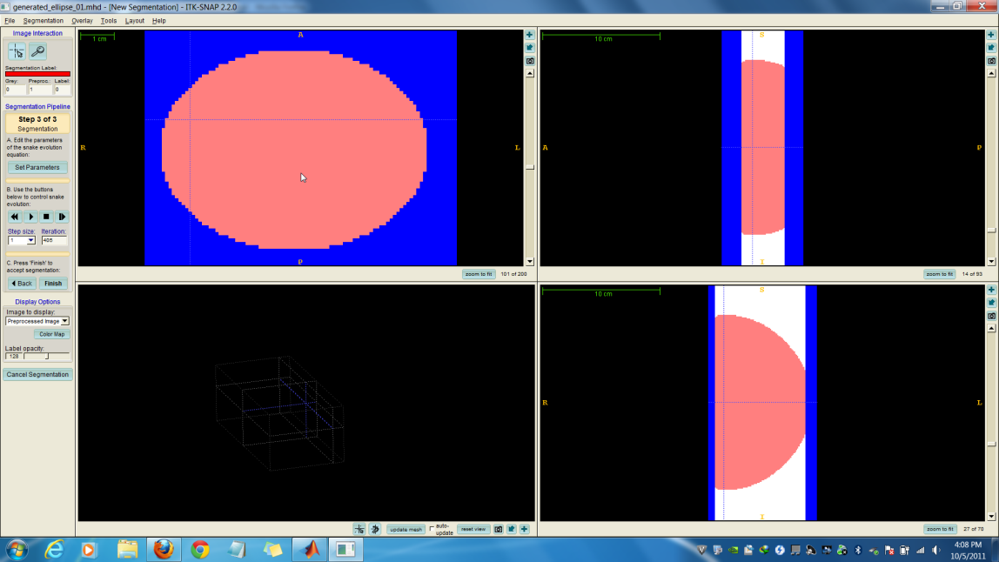 generated_ellipse_01.mhd - [New Segmentation] - ITK-SNAP 2.2.0
File Segmentation Overlay Tools Layout Help
Image Interaction
Segmentation Label:
Grey: Preproc.: Label:
0 1 0
Segmentation Pipeline
Step 3 of 3
Segmentation
A. Edit the parameters
of the snake evolution
equation:
Set Parameters
B. Use the buttons
below to control snake
evolution:
Step size: Iteration:
1 405
C. Press 'Finish' to
accept segmentation:
Back Finish
Display Options
Image to display:
Preprocessed Image
Color Map
Label opacity:
128
Cancel Segmentation
1 cm
A
R
L
P
zoom to fit 101 of 200
10 cm
S
A
P
I
zoom to fit 14 of 93
update mesh auto-
update reset view
10 cm
S
R
L
I
zoom to fit 27 of 70
4:08 PM
10/5/2011